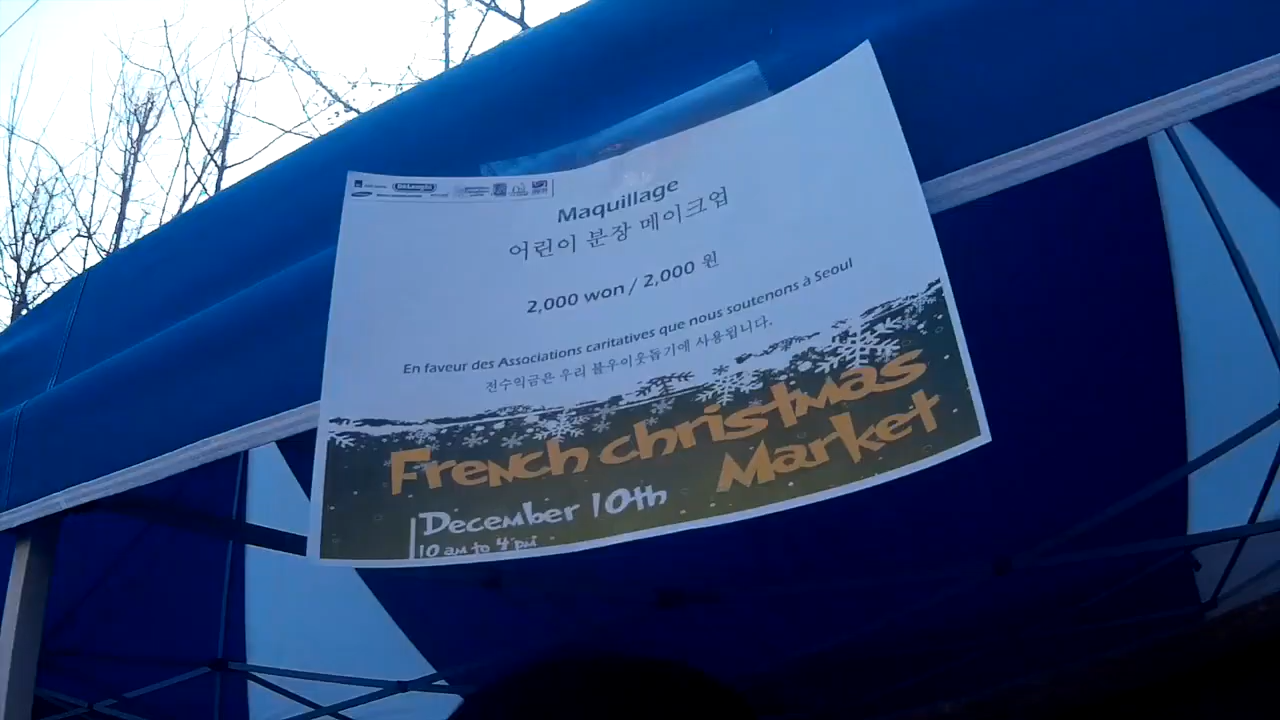 DeLonghi
Maquillage
어린이 분장 메이크업
2,000 won / 2,000 원
En faveur des Associations caritatives que nous soutenons à Seoul
전수익금은 우리 불우이웃돕기에 사용됩니다.
French christmas
Market
December 10th
10 am to 4 pm